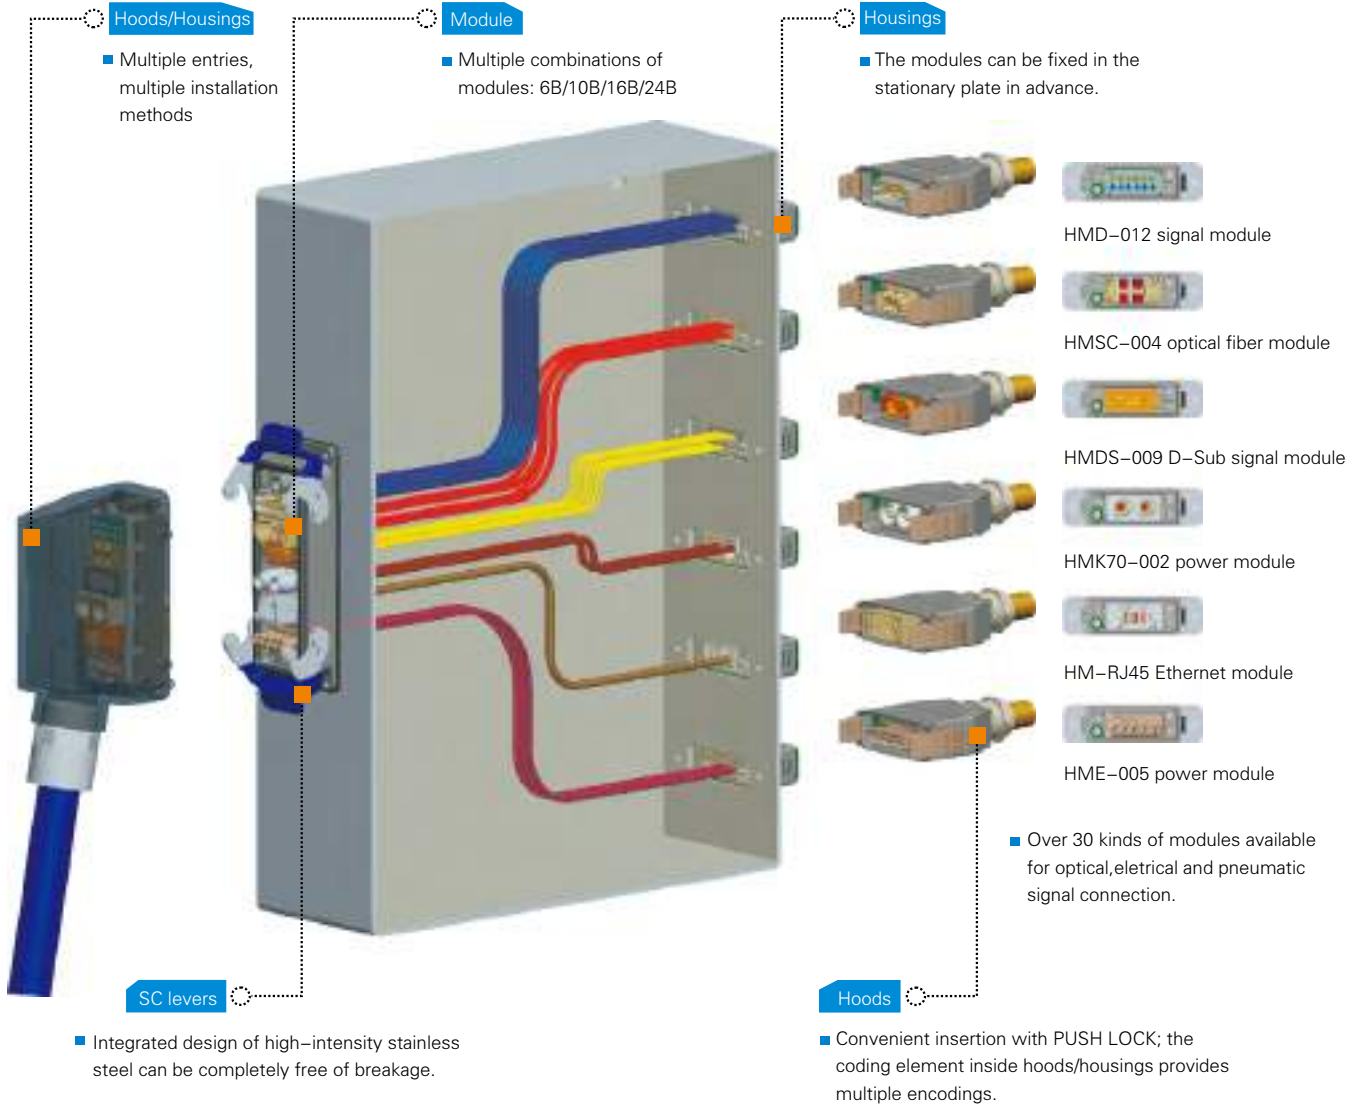 Hoods/Housings
Multiple entries,
multiple installation
methods
Module
Multiple combinations of
modules: 6B/10B/16B/24B
Housings
The modules can be fixed in the
stationary plate in advance.
HMD–012 signal module
HMSC–004 optical fiber module
HMDS–009 D–Sub signal module
HMK70–002 power module
HM–RJ45 Ethernet module
HME–005 power module
Over 30 kinds of modules available
for optical,eletrical and pneumatic
signal connection.
SC levers
Integrated design of high–intensity stainless
steel can be completely free of breakage.
Hoods
Convenient insertion with PUSH LOCK; the
coding element inside hoods/housings provides
multiple encodings.